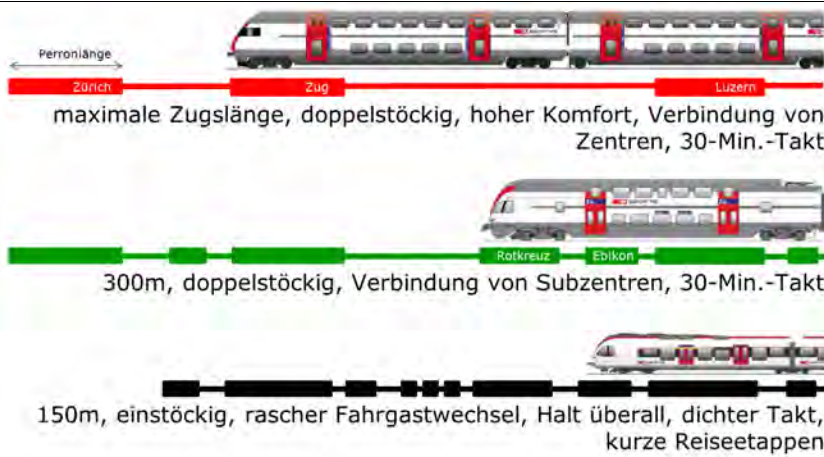 Perronlänge
Zürich
Zug
Luzern
maximale Zugslänge, doppelstöckig, hoher Komfort, Verbindung von
Zentren, 30-Min.-Takt
Rotkreuz
Ebikon
300m, doppelstöckig, Verbindung von Subzentren, 30-Min.-Takt
150m, einstöckig, rascher Fahrgastwechsel, Halt überall, dichter Takt,
kurze Reiseetappen